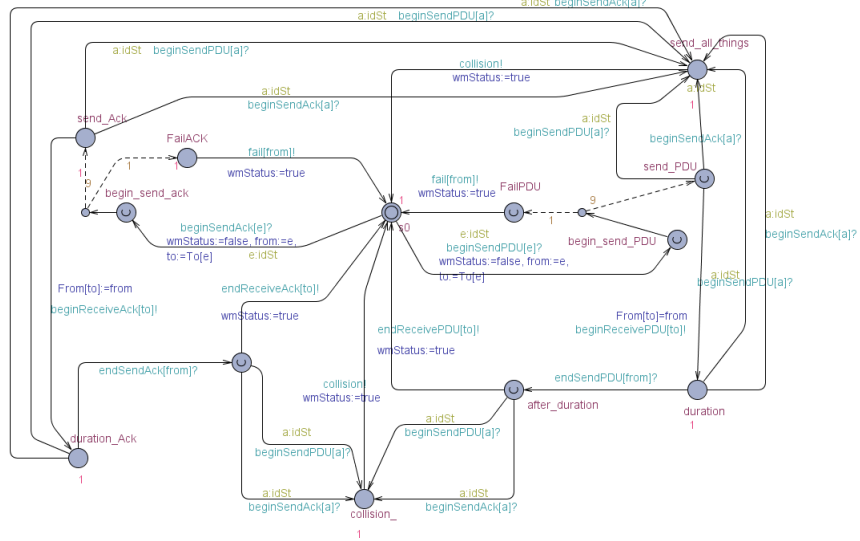 a:idSt beginSendAck[a]?
a:idSt beginSendPDU[a]?
send_all_things
a:idSt beginSendPDU[a]?
collision!
wmStatus:=true
a:idSt
beginSendAck[a]?
a:idSt
1
send_Ack
a:idSt
beginSendPDU[a]?
FailACK
beginSendAck[a]?
fail[from]!
send_PDU
1
1
1
wmStatus:=true
fail[from]!
wmStatus:=true
FailPDU
9
9
begin_send_ack
1
s0
1
beginSendAck[e]?
wmStatus:=false, from:=e,
to:=To[e]
e:idSt
e:idSt
beginSendPDU[e]?
wmStatus:=false, from:=e,
to:=To[e]
begin_send_PDU
a:idSt
beginSendAck[a]?
a:idSt
beginSendPDU[a]?
From[to]:=from
beginReceiveAck[to]!
endReceiveAck[to]!
wmStatus:=true
From[to]=from
beginReceivePDU[to]!
endReceivePDU[to]!
wmStatus:=true
endSendAck[from]?
endSendPDU[from]?
collision!
wmStatus:=true
after_duration
duration
1
a:idSt
beginSendPDU[a]?
a:idSt
beginSendPDU[a]?
duration_Ack
1
a:idSt
beginSendAck[a]?
a:idSt
beginSendAck[a]?
collision_
1